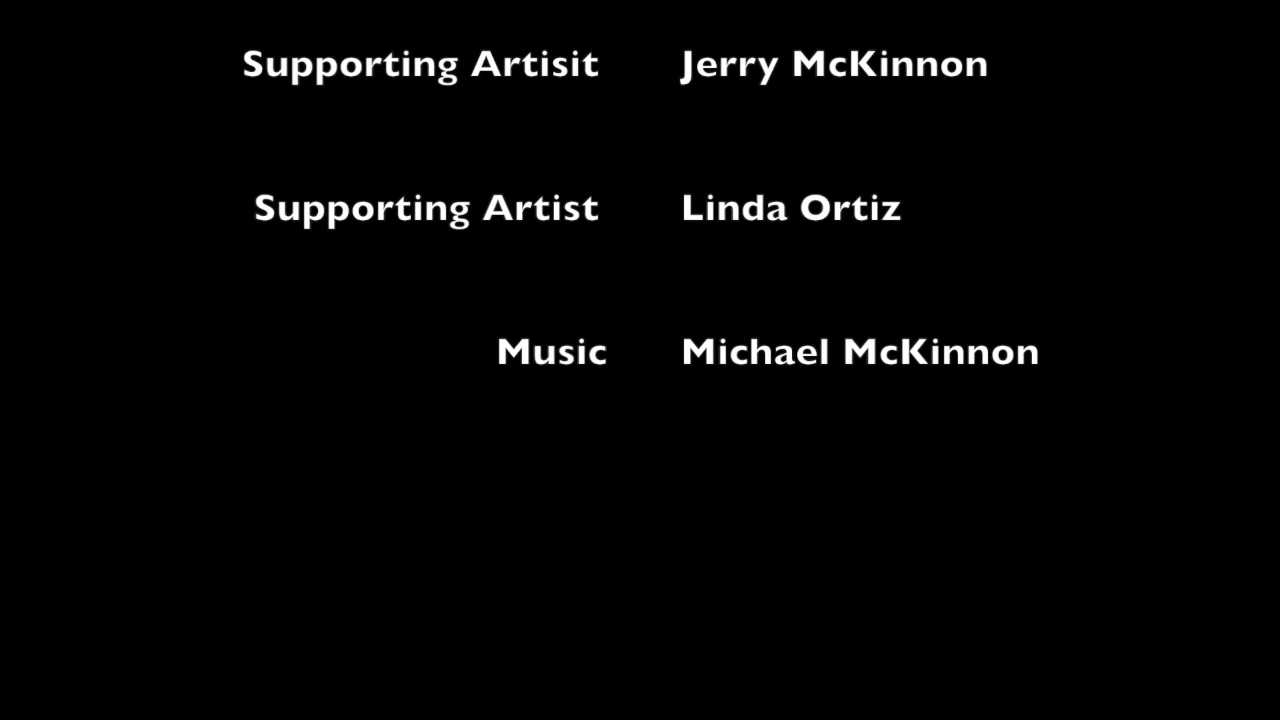 Supporting Artisit Jerry McKinnon
Supporting Artist Linda Ortiz
Music Michael McKinnon